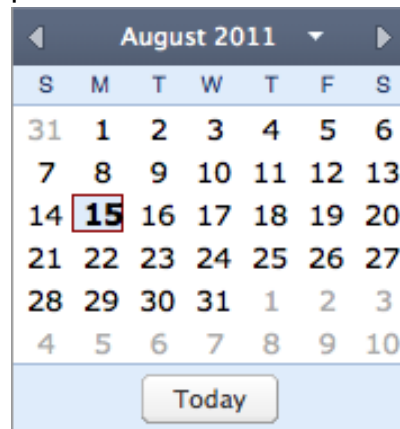 August 2011
S M T W T F S
31 1 2 3 4 5 6
7 8 9 10 11 12 13
14 15 16 17 18 19 20
21 22 23 24 25 26 27
28 29 30 31 1 2 3
4 5 6 7 8 9 10
Today